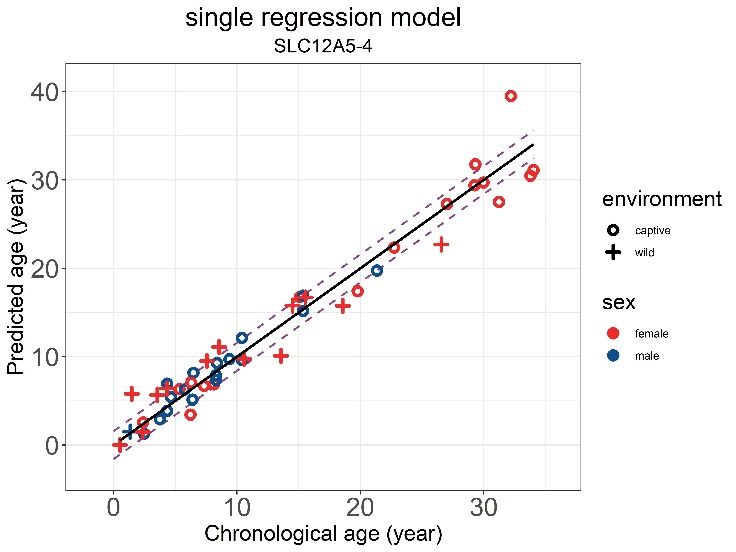 single regression model
SLC12A5-4
40
30
20
10
0
Predicted age (year)
0 10 20 30
Chronological age (year)
environment
captive
wild
sex
female
male